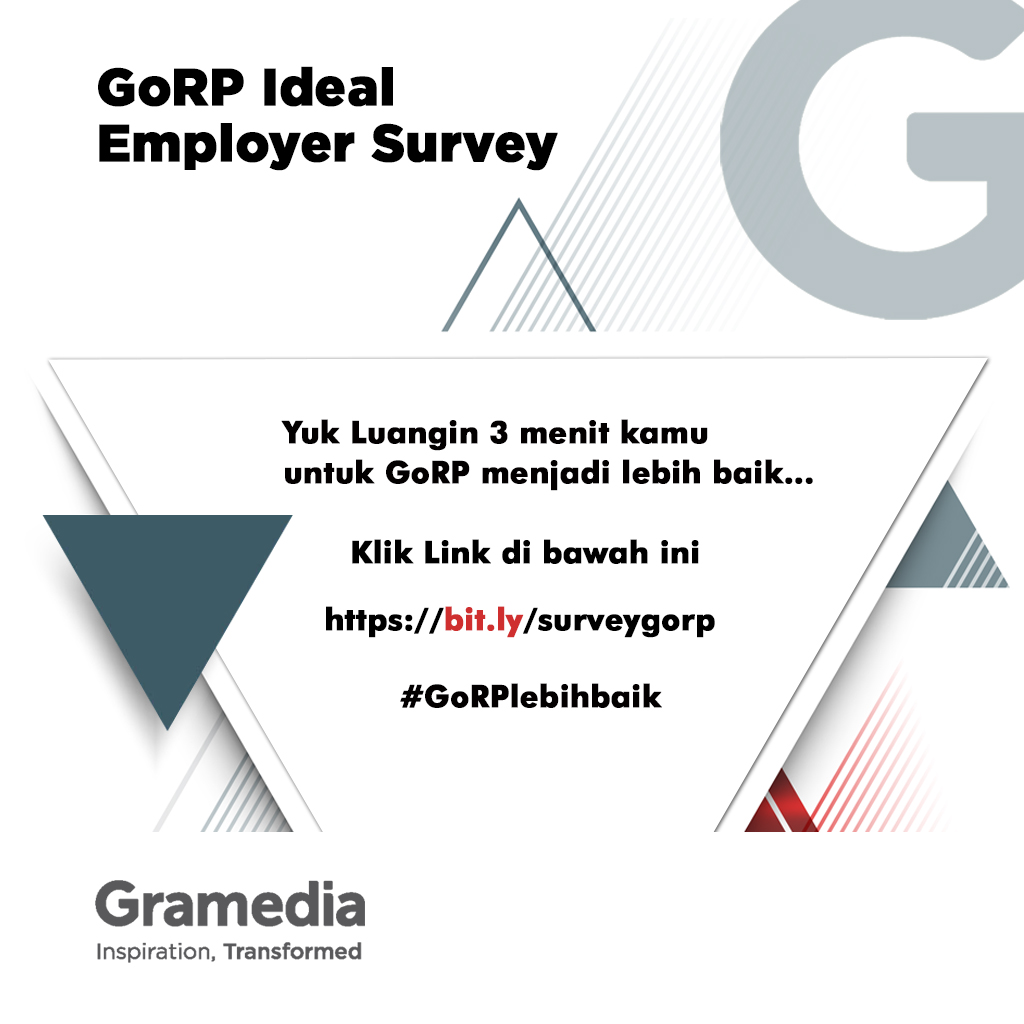 GoRP Ideal
Employer Survey
Yuk Luangin 3 menit kamu
untuk GoRP menjadi lebih baik...
Klik Link di bawah ini
https://bit.ly/surveygorp
#GoRPlebihbaik
Gramedia
Inspiration, Transformed